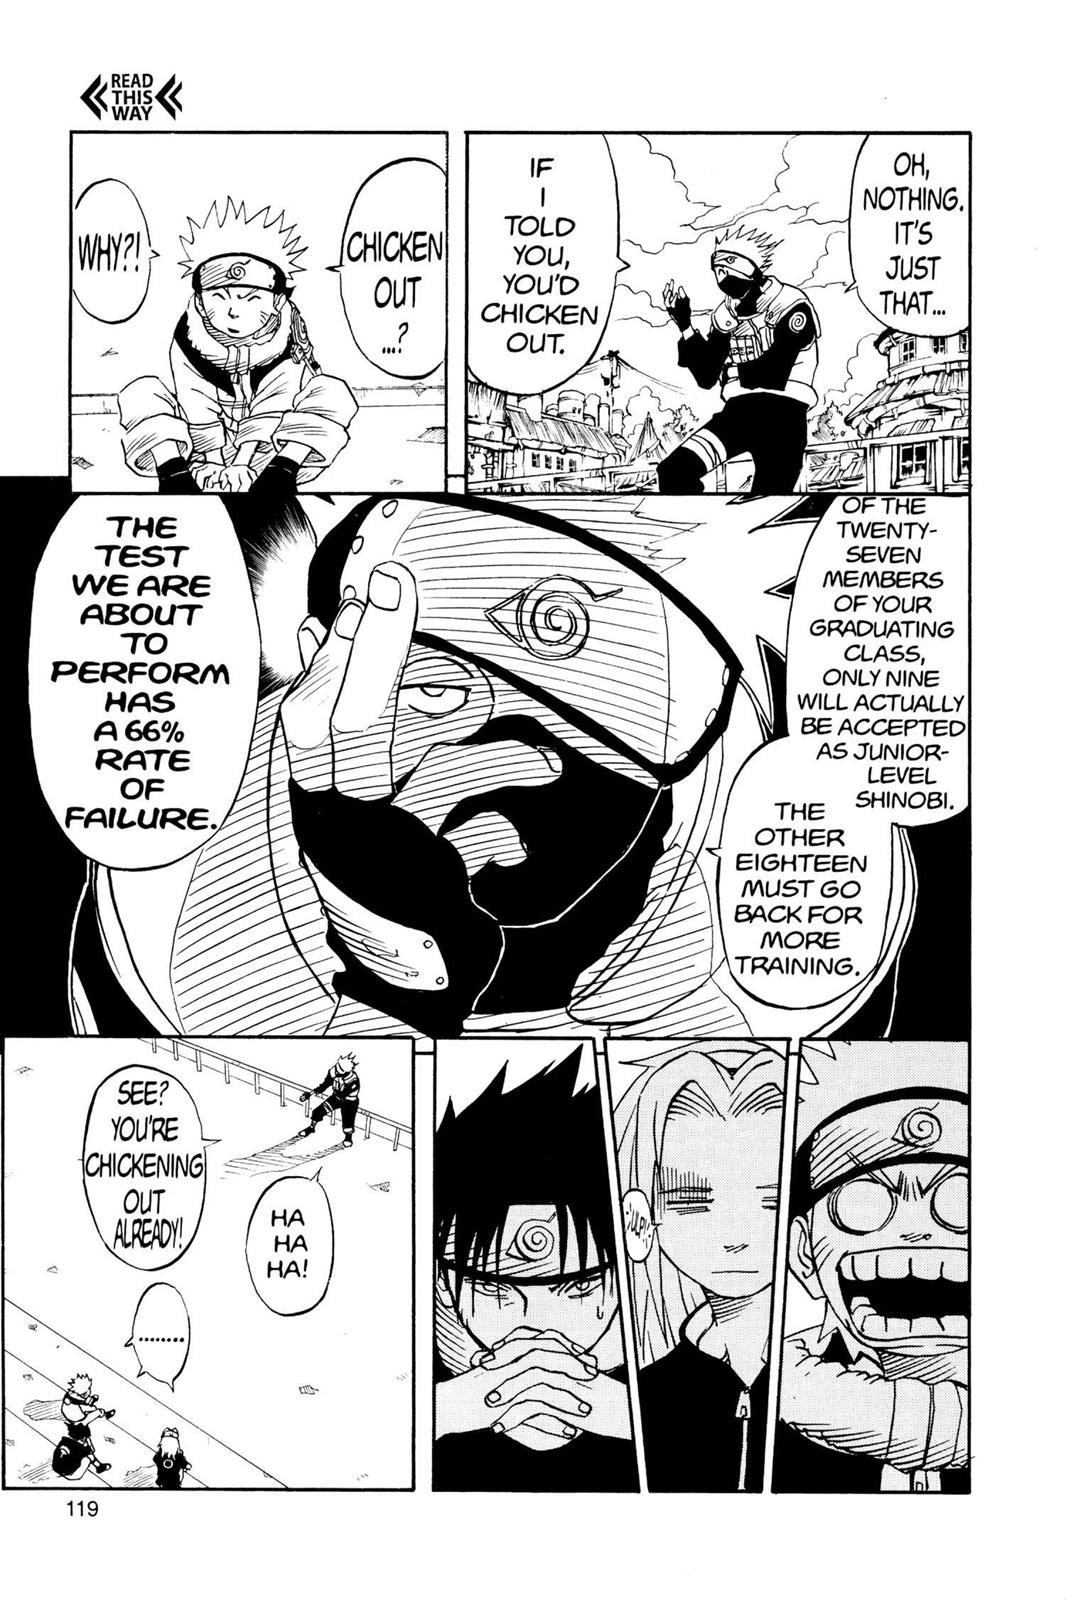 READ
THIS
WAY
OH,
NOTHING.
IT'S
JUST
THAT...
IF
I
TOLD
YOU,
YOU'D
CHICKEN
OUT.
CHICKEN
OUT
...?
WHY?!
OF THE
TWENTY-
SEVEN
MEMBERS
OF YOUR
GRADUATING
CLASS,
ONLY NINE
WILL ACTUALLY
BE ACCEPTED
AS JUNIOR-
LEVEL
SHINOBI.
THE
OTHER
EIGHTEEN
MUST GO
BACK FOR
MORE
TRAINING.
THE
TEST
WE ARE
ABOUT
TO
PERFORM
HAS
A 66%
RATE
OF
FAILURE.
HA
HA
HA!
SEE?
YOU'RE
CHICKENING
OUT
ALREADY!
.........
119